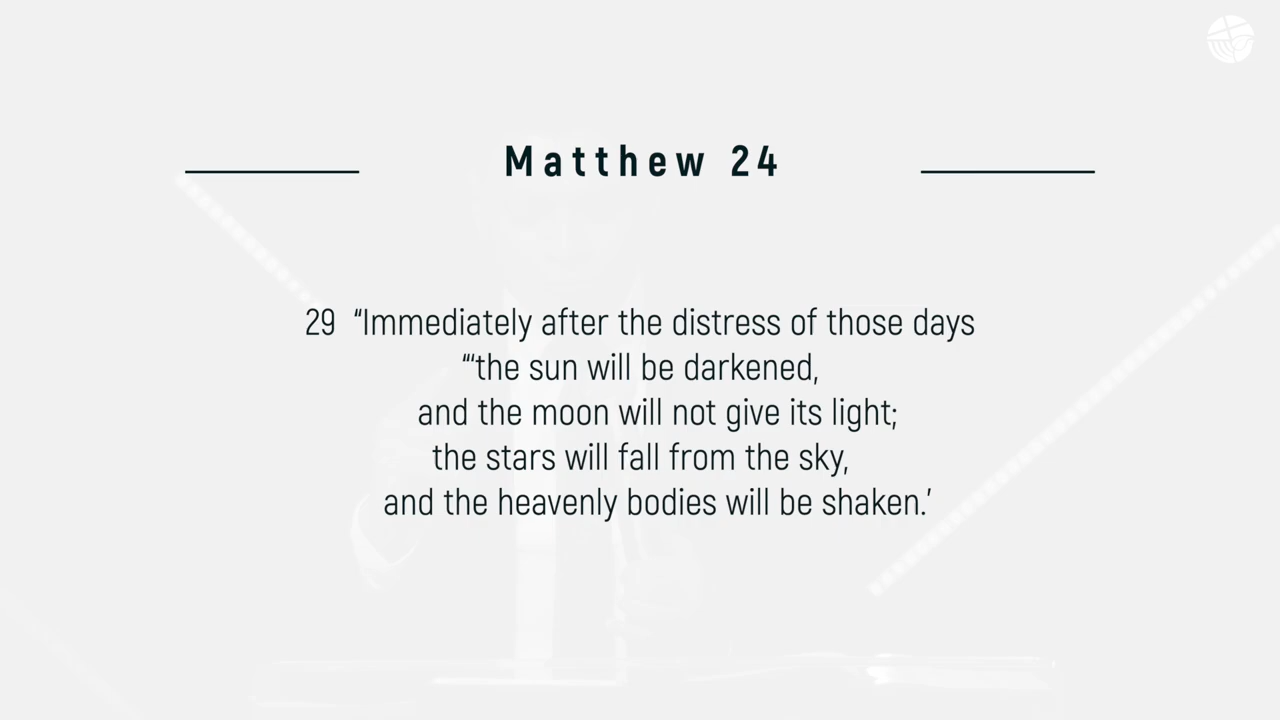 Matthew 24
29 “Immediately after the distress of those days
“‘the sun will be darkened,
and the moon will not give its light;
the stars will fall from the sky,
and the heavenly bodies will be shaken.’